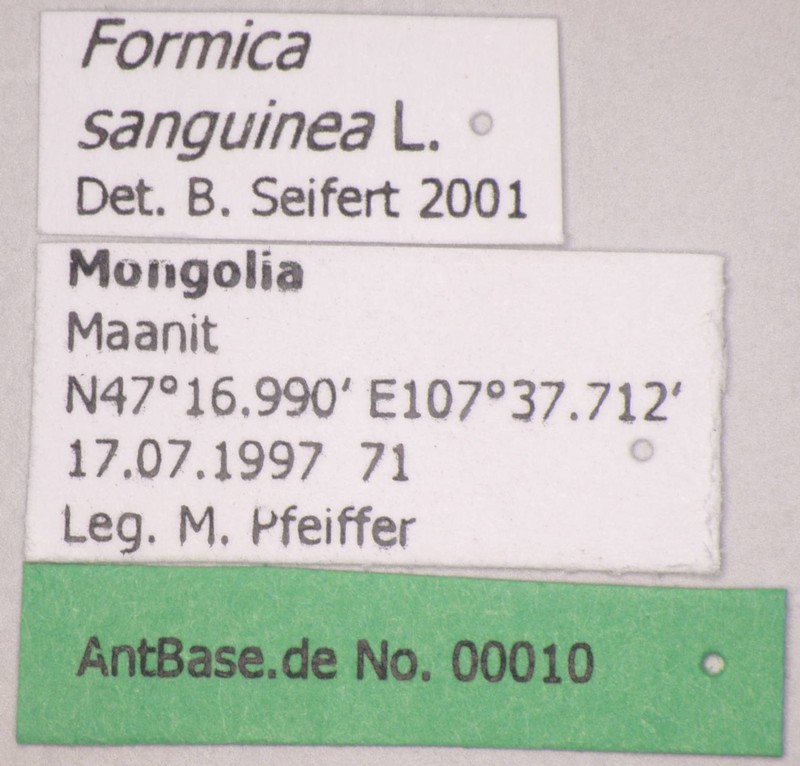 Formica
sanguinea L.
Det. B. Seifert 2001
Mongolia
Maanit
N47°16.990' E107°37.712'
17.07.1997 71
Leg. M. Pfeiffer
AntBase.de No. 00010